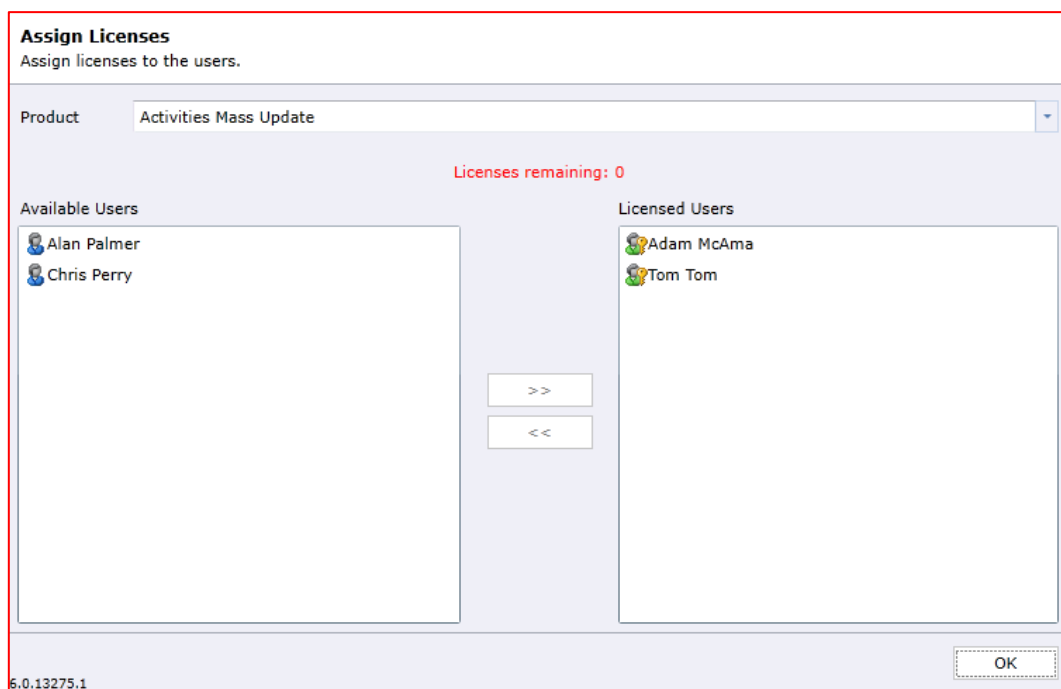 Assign Licenses
Assign licenses to the users.
Product Activities Mass Update
Licenses remaining: 0
Available Users
Alan Palmer
Chris Perry
Licensed Users
Adam McAma
Tom Tom
>>
<<
OK
6.0.13275.1